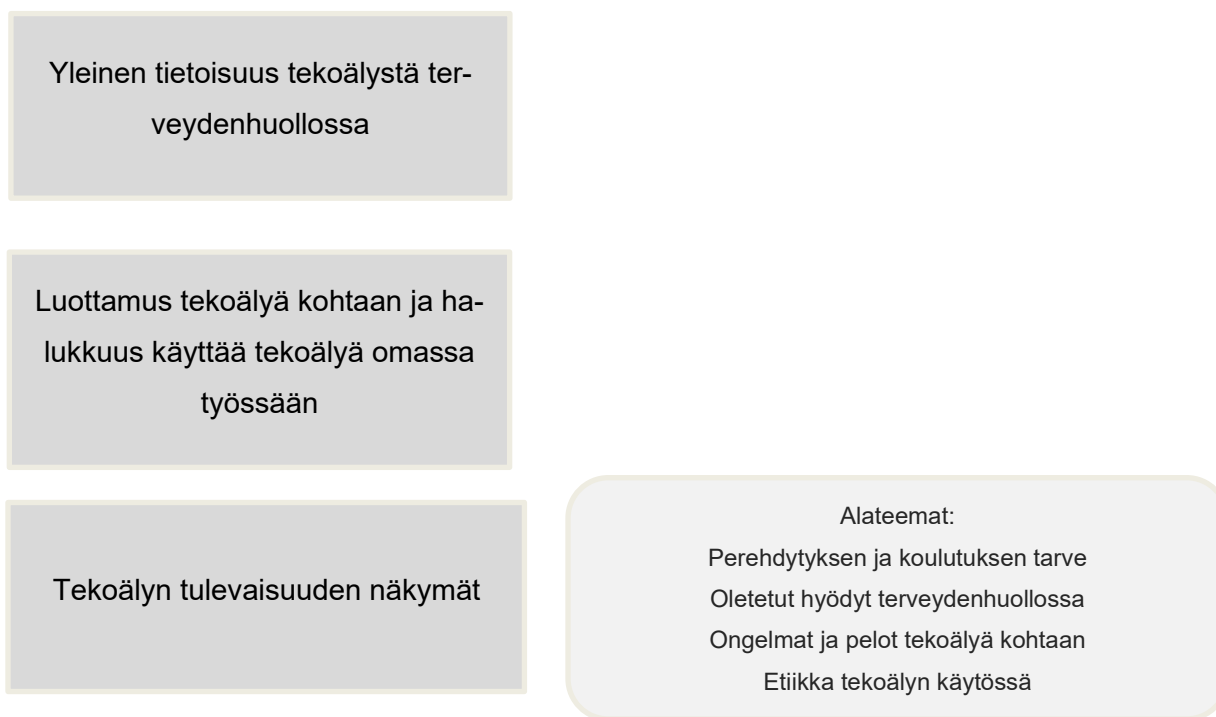 Yleinen tietoisuus tekoälystä ter-
veydenhuollossa
Luottamus tekoälyä kohtaan ja ha-
lukkuus käyttää tekoälyä omassa
työssään
Tekoälyn tulevaisuuden näkymät
Alateemat:
Perehdytyksen ja koulutuksen tarve
Oletetut hyödyt terveydenhuollossa
Ongelmat ja pelot tekoälyä kohtaan
Etiikka tekoälyn käytössä